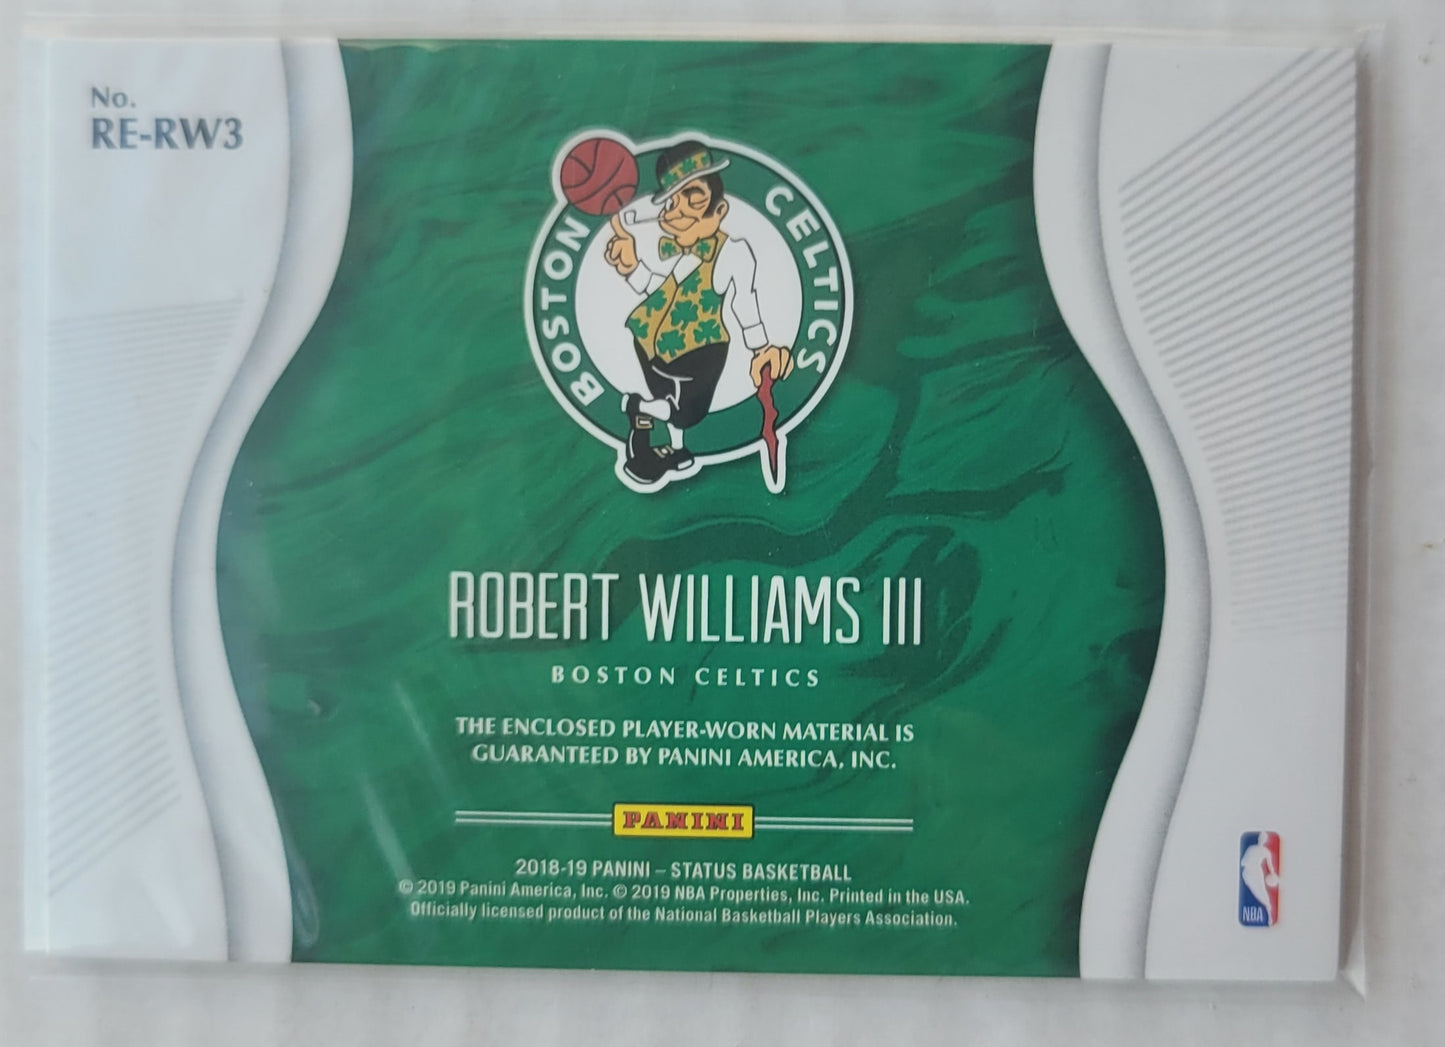 No.
RE-RW3
BOSTON CELTICS
ROBERT WILLIAMS III
BOSTON CELTICS
THE ENCLOSED PLAYER-WORN MATERIAL IS
GUARANTEED BY PANINI AMERICA, INC.
PANINI
2018-19 PANINI – STATUS BASKETBALL
© 2019 Panini America, Inc. © 2019 NBA Properties, Inc. Printed in the USA.
Officially licensed product of the National Basketball Players Association.
NBA